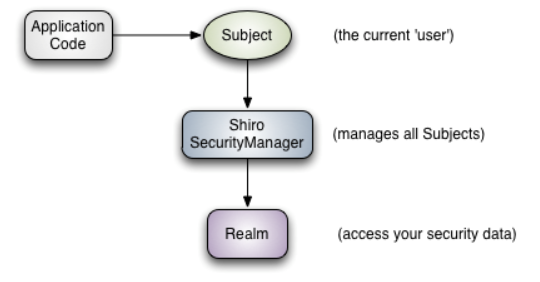 Application
Code
Subject
(the current 'user')
Shiro
SecurityManager
(manages all Subjects)
Realm
(access your security data)